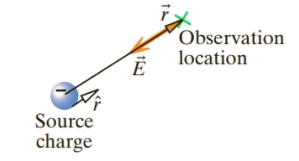 r⃗
Observation
location
E⃗
−
r̂
Source
charge